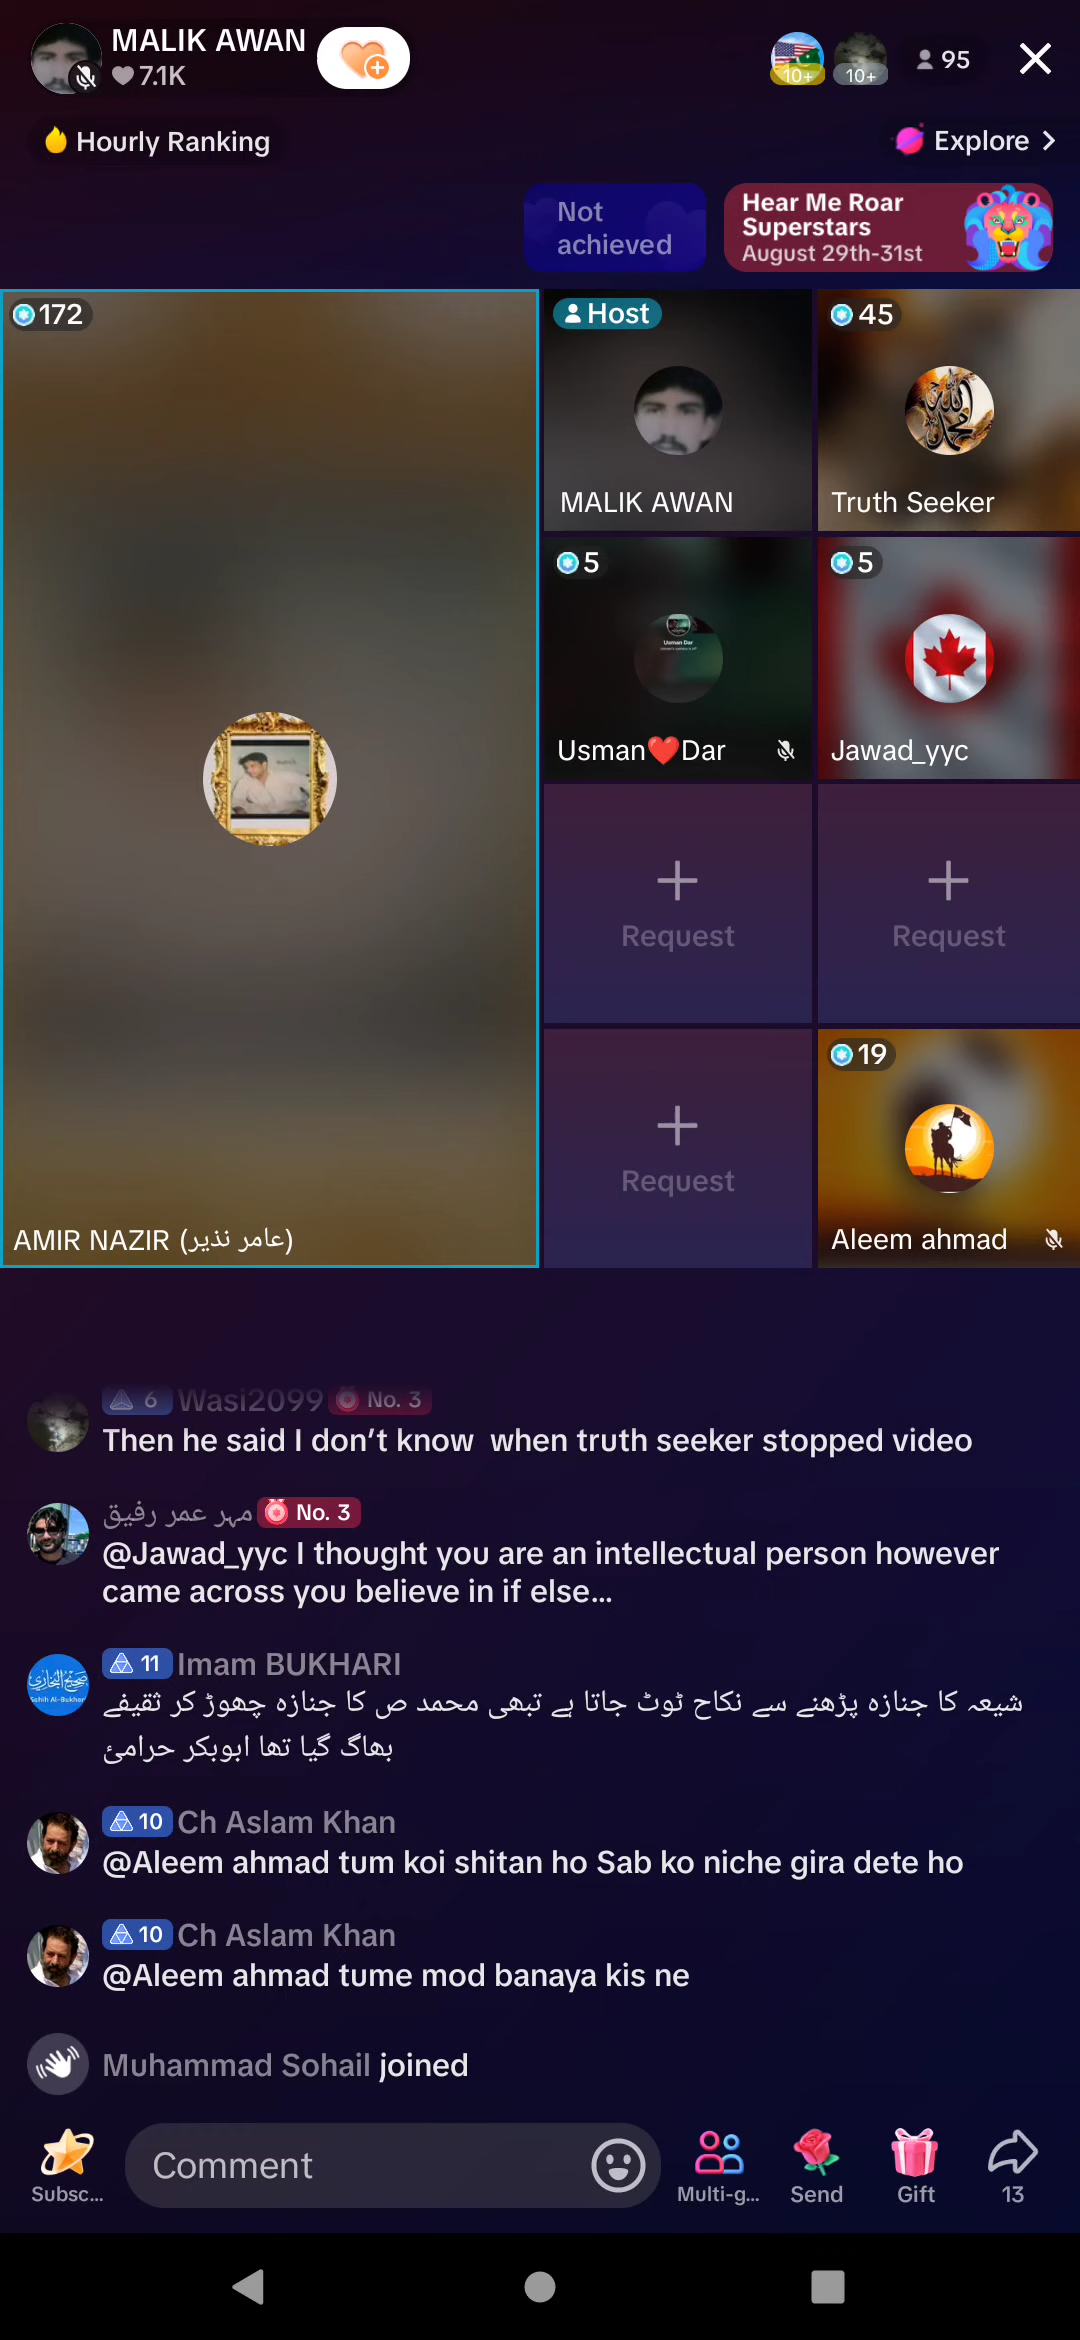 MALIK AWAN
7.1K
10+
10+
95
Hourly Ranking
Explore
Not
achieved
Hear Me Roar
Superstars
August 29th-31st
172
Host
45
MALIK AWAN
Truth Seeker
5
5
Usman Dar
Usman❤️Dar
Jawad_yyc
Request
Request
Request
19
AMIR NAZIR (عامر نذیر)
Aleem ahmad
6 Wasi2099 No. 3
Then he said I don’t know when truth seeker stopped video
مہر عمر رفیق No. 3
@Jawad_yyc I thought you are an intellectual person however
came across you believe in if else...
11 Imam BUKHARI
شیعہ کا جنازہ پڑھنے سے نکاح ٹوٹ جاتا ہے تبھی محمد ص کا جنازہ چھوڑ کر ثقیفے
بھاگ گیا تھا ابوبکر حرامئ
10 Ch Aslam Khan
@Aleem ahmad tum koi shitan ho Sab ko niche gira dete ho
10 Ch Aslam Khan
@Aleem ahmad tume mod banaya kis ne
Muhammad Sohail joined
Comment
Subsc...
Multi-g...
Send
Gift
13